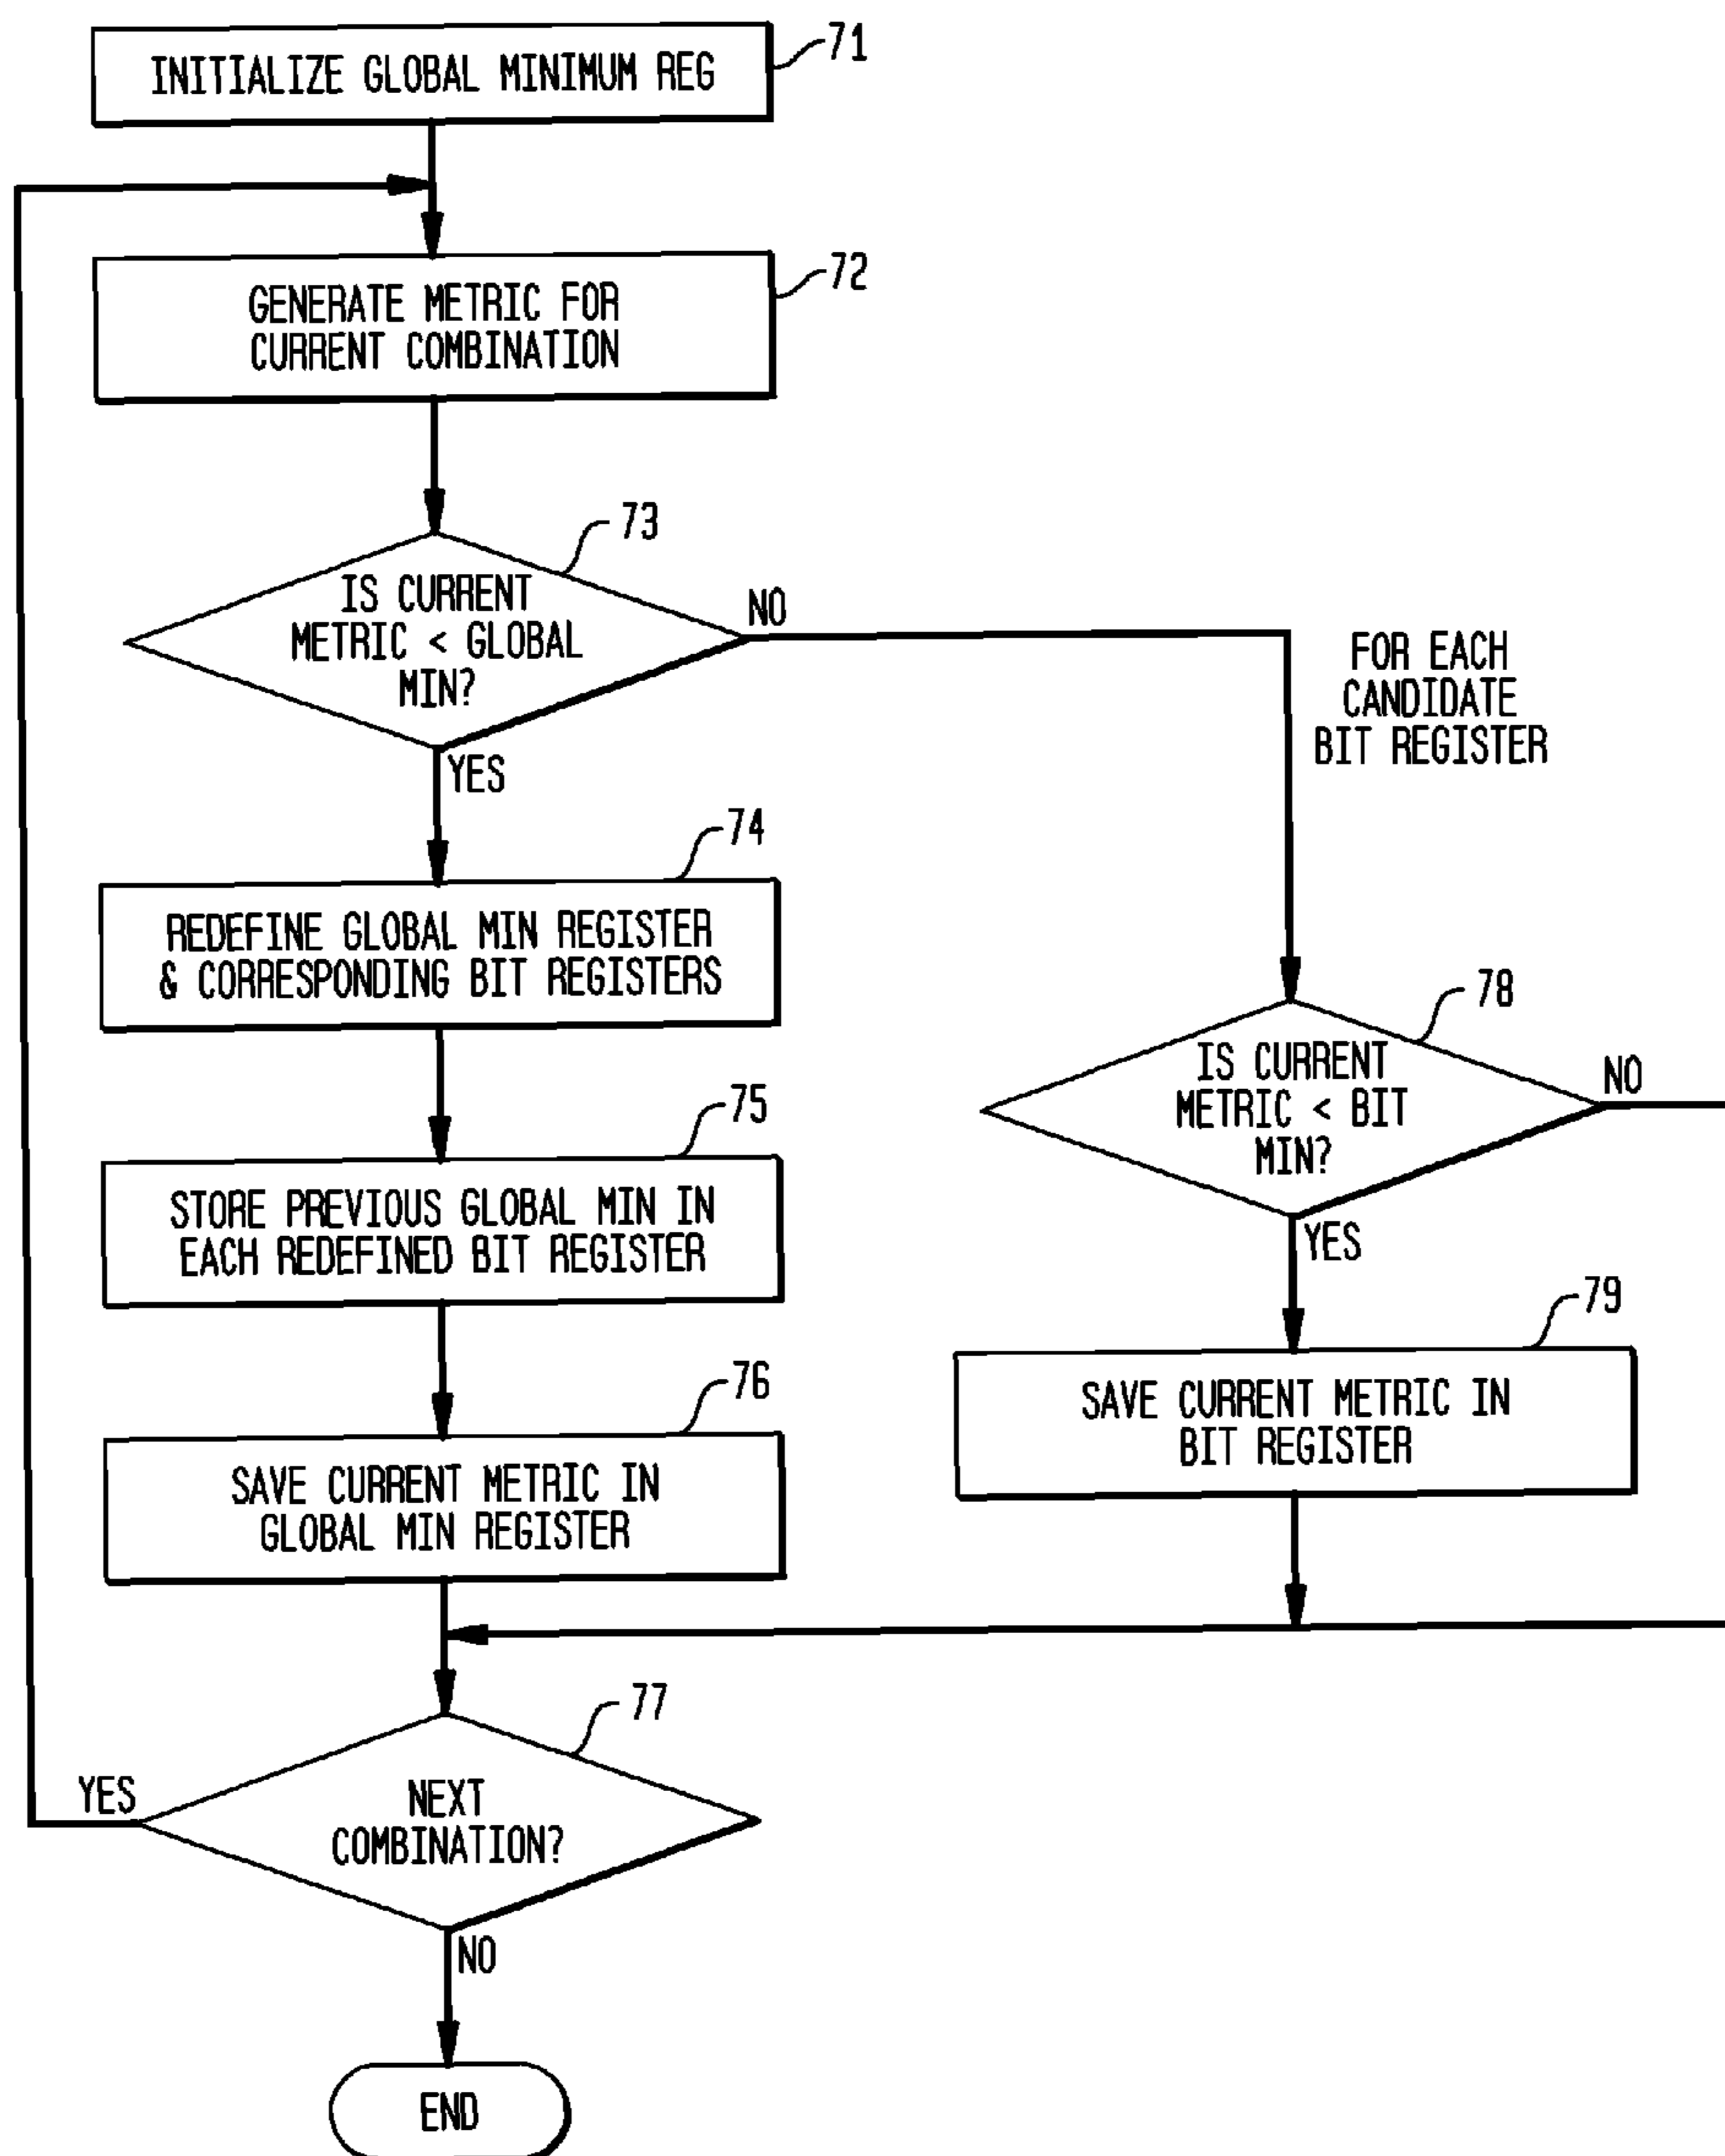 INITIALIZE GLOBAL MINIMUM REG
71
GENERATE METRIC FOR
CURRENT COMBINATION
72
73
IS CURRENT
METRIC < GLOBAL
MIN?
NO
YES
FOR EACH
CANDIDATE
BIT REGISTER
74
REDEFINE GLOBAL MIN REGISTER
& CORRESPONDING BIT REGISTERS
75
STORE PREVIOUS GLOBAL MIN IN
EACH REDEFINED BIT REGISTER
76
SAVE CURRENT METRIC IN
GLOBAL MIN REGISTER
78
IS CURRENT
METRIC < BIT
MIN?
NO
YES
79
SAVE CURRENT METRIC IN
BIT REGISTER
77
NEXT
COMBINATION?
YES
NO
END